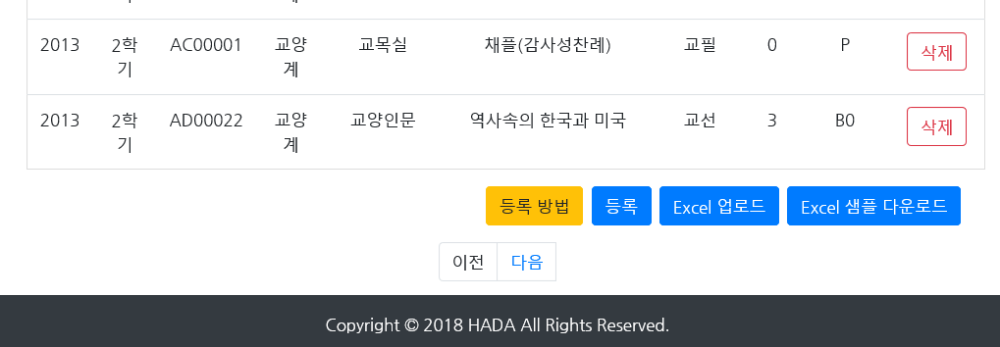 2013 2학기 AC00001 교양계 교목실 채플(감사성찬례) 교필 0 P 삭제
2013 2학기 AD00022 교양계 교양인문 역사속의 한국과 미국 교선 3 B0 삭제
등록 방법 등록 Excel 업로드 Excel 샘플 다운로드
이전 다음
Copyright © 2018 HADA All Rights Reserved.